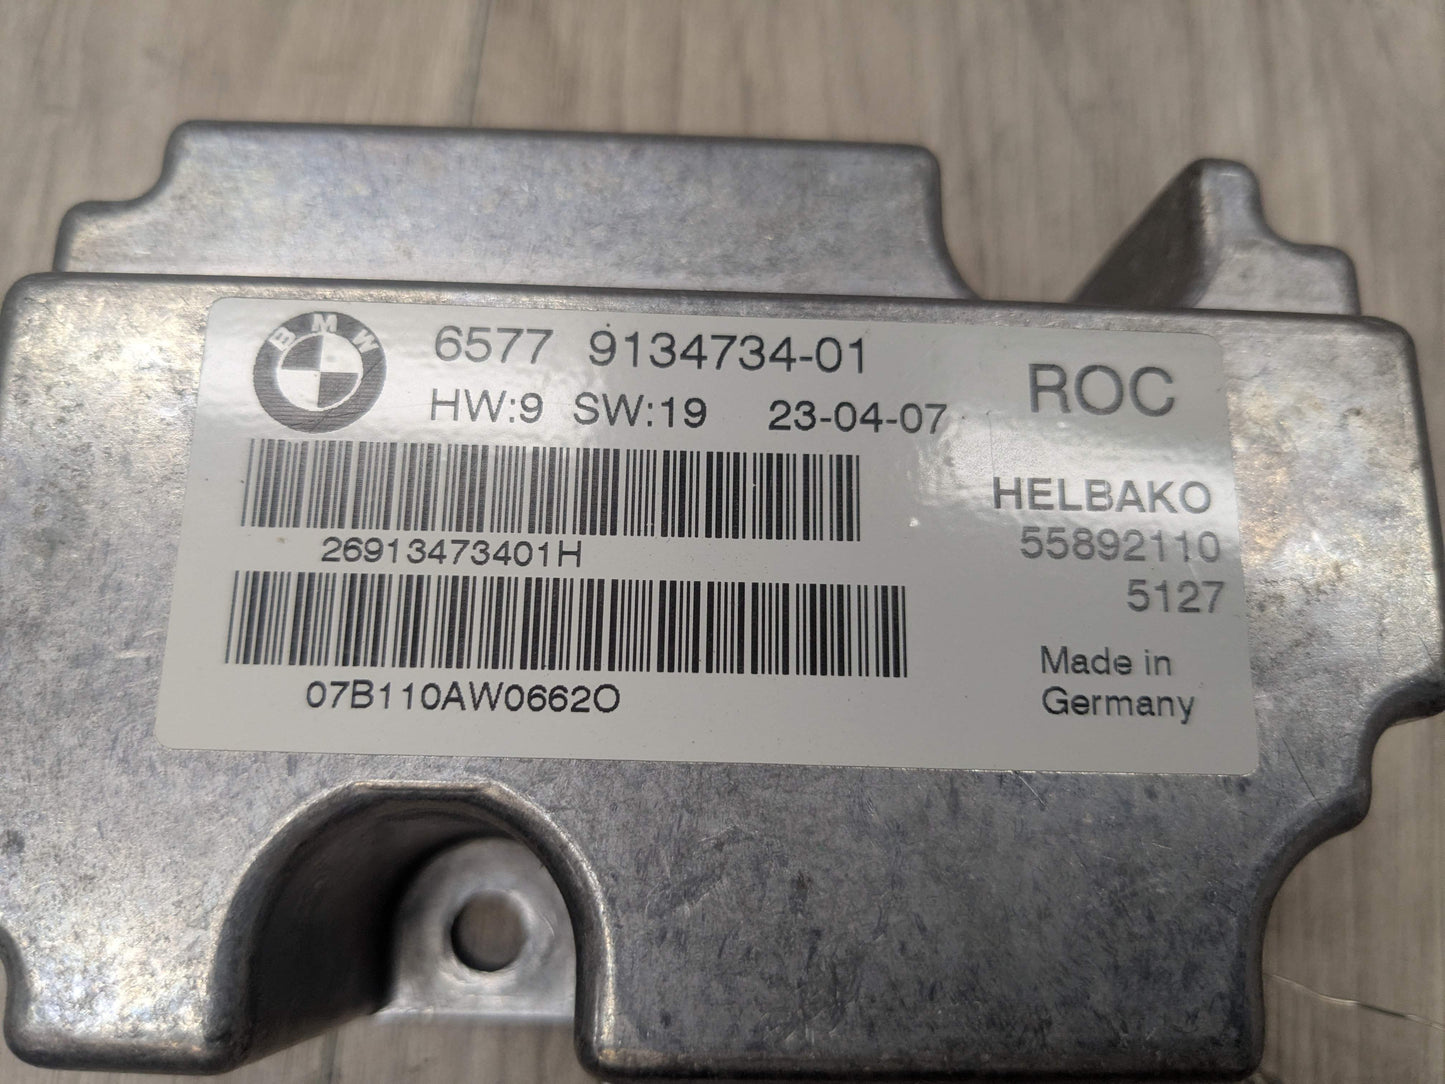 BMW
6577 9134734-01
HW:9 SW:19 23-04-07
ROC
26913473401H
07B110AW0662O
HELBAKO
55892110
5127
Made in
Germany